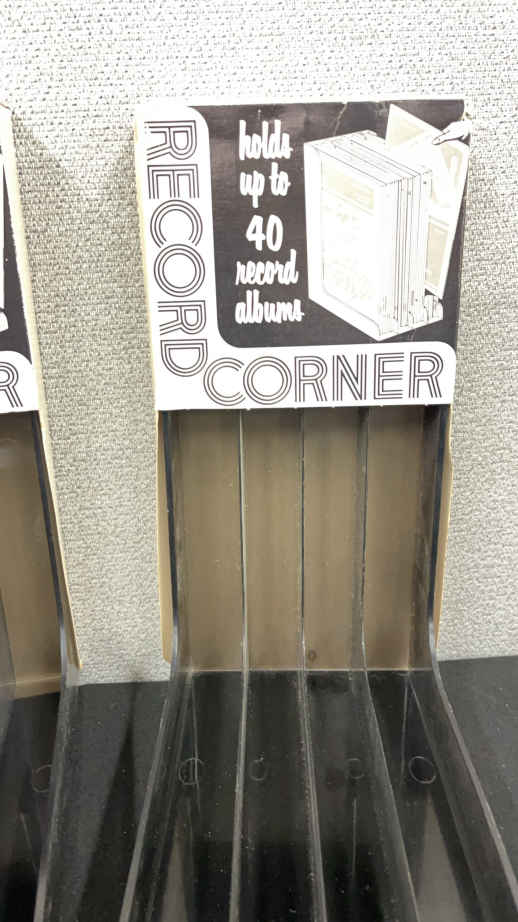 RECORD
holds
up to
40
record
albums
CORNER
R